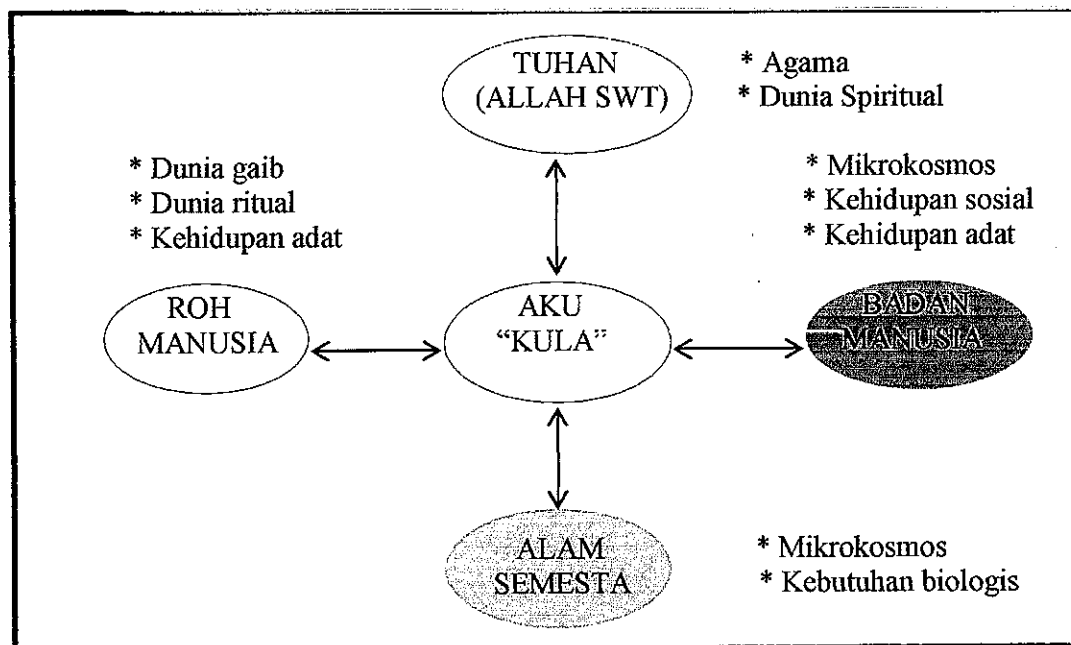 TUHAN
(ALLAH SWT)
* Agama
* Dunia Spiritual
* Dunia gaib
* Dunia ritual
* Kehidupan adat
* Mikrokosmos
* Kehidupan sosial
* Kehidupan adat
ROH
MANUSIA
AKU
“KULA”
BADAN
MANUSIA
ALAM
SEMESTA
* Mikrokosmos
* Kebutuhan biologis